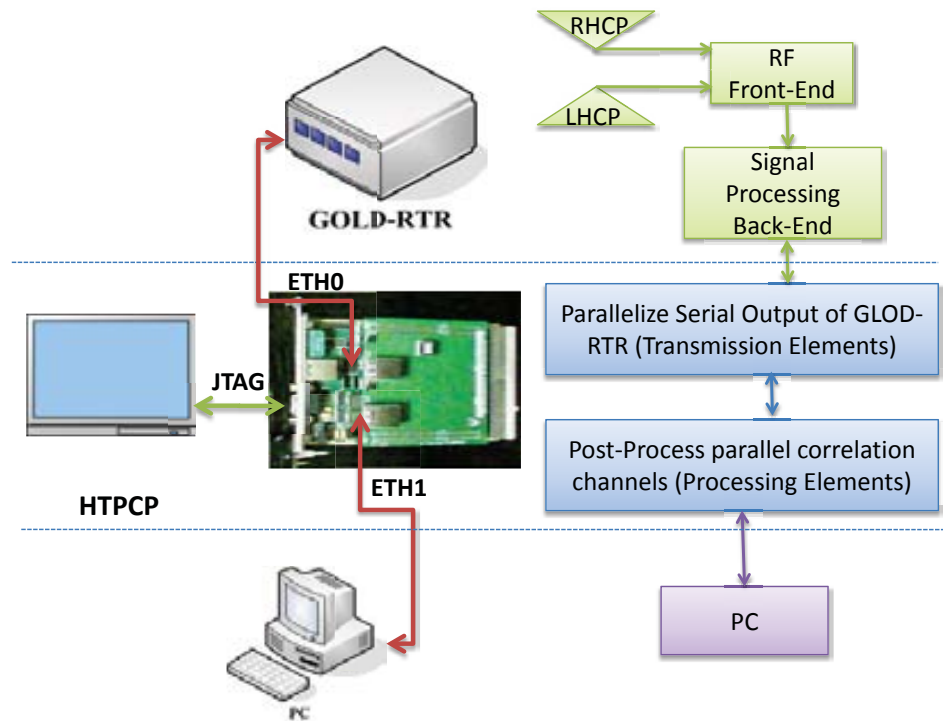 RHCP
RF
Front-End
LHCP
Signal
Processing
Back-End
GOLD-RTR
ETH0
Parallelize Serial Output of GLOD-
RTR (Transmission Elements)
JTAG
Post-Process parallel correlation
channels (Processing Elements)
ETH1
HTPCP
PC
PC